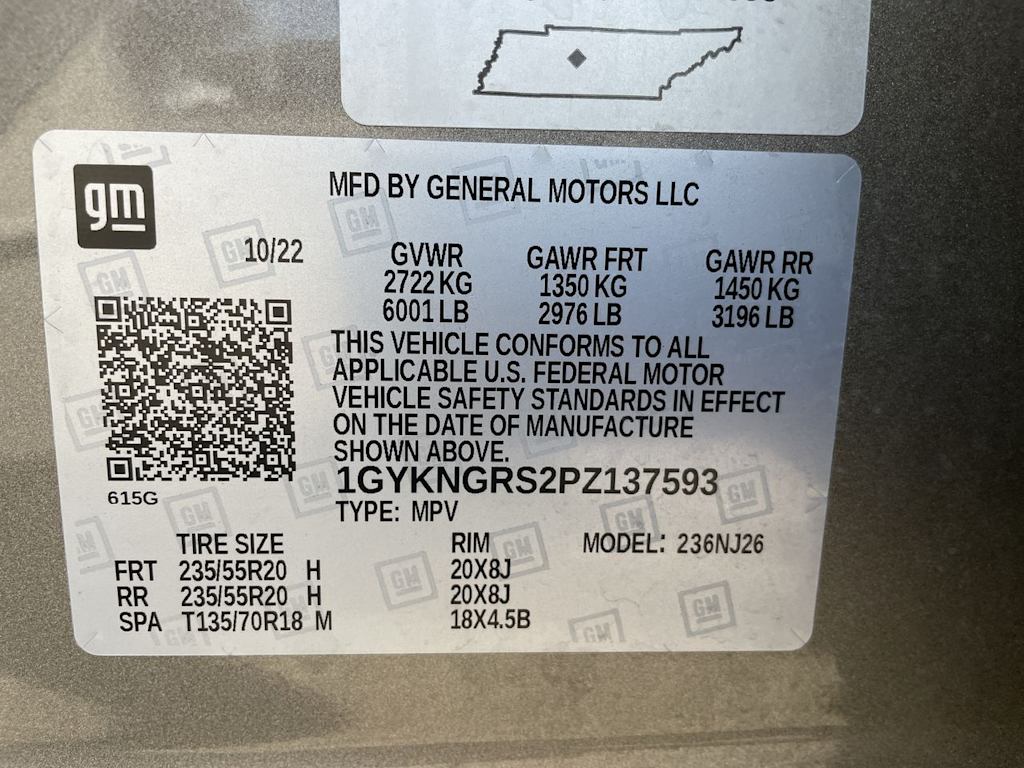 gm
MFD BY GENERAL MOTORS LLC
10/22 GVWR GAWR FRT GAWR RR
2722 KG 1350 KG 1450 KG
6001 LB 2976 LB 3196 LB
THIS VEHICLE CONFORMS TO ALL
APPLICABLE U.S. FEDERAL MOTOR
VEHICLE SAFETY STANDARDS IN EFFECT
ON THE DATE OF MANUFACTURE
SHOWN ABOVE.
1GYKNGRS2PZ137593
615G
TYPE: MPV
TIRE SIZE RIM MODEL: 236NJ26
FRT 235/55R20 H 20X8J
RR 235/55R20 H 20X8J
SPA T135/70R18 M 18X4.5B